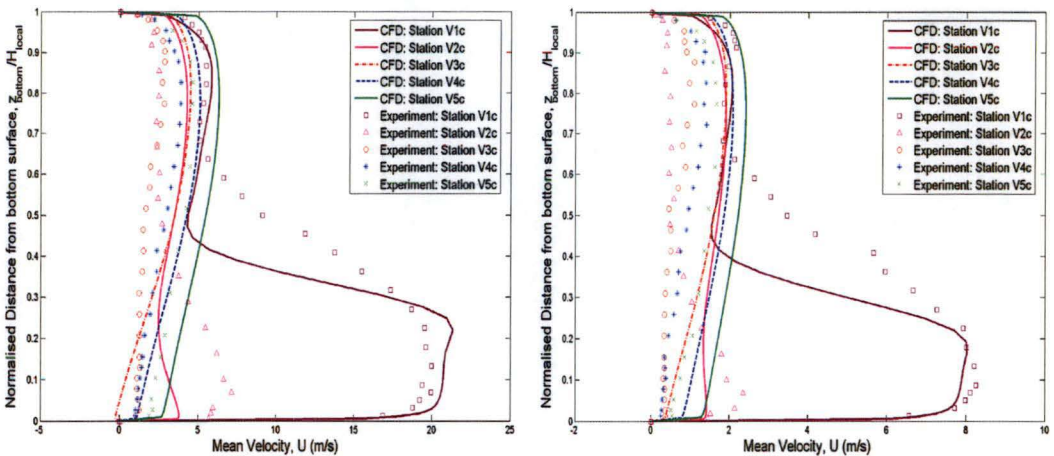 Normalised Distance from bottom surface, z_bottom/H_local
1
0.9
0.8
0.7
0.6
0.5
0.4
0.3
0.2
0.1
0
-5
0
5
10
15
20
25
Mean Velocity, U (m/s)
CFD: Station V1c
CFD: Station V2c
CFD: Station V3c
CFD: Station V4c
CFD: Station V5c
Experiment: Station V1c
Experiment: Station V2c
Experiment: Station V3c
Experiment: Station V4c
Experiment: Station V5c
Normalised Distance from bottom surface, z_bottom/H_local
1
0.9
0.8
0.7
0.6
0.5
0.4
0.3
0.2
0.1
0
-2
0
2
4
6
8
10
Mean Velocity, U (m/s)
CFD: Station V1c
CFD: Station V2c
CFD: Station V3c
CFD: Station V4c
CFD: Station V5c
Experiment: Station V1c
Experiment: Station V2c
Experiment: Station V3c
Experiment: Station V4c
Experiment: Station V5c